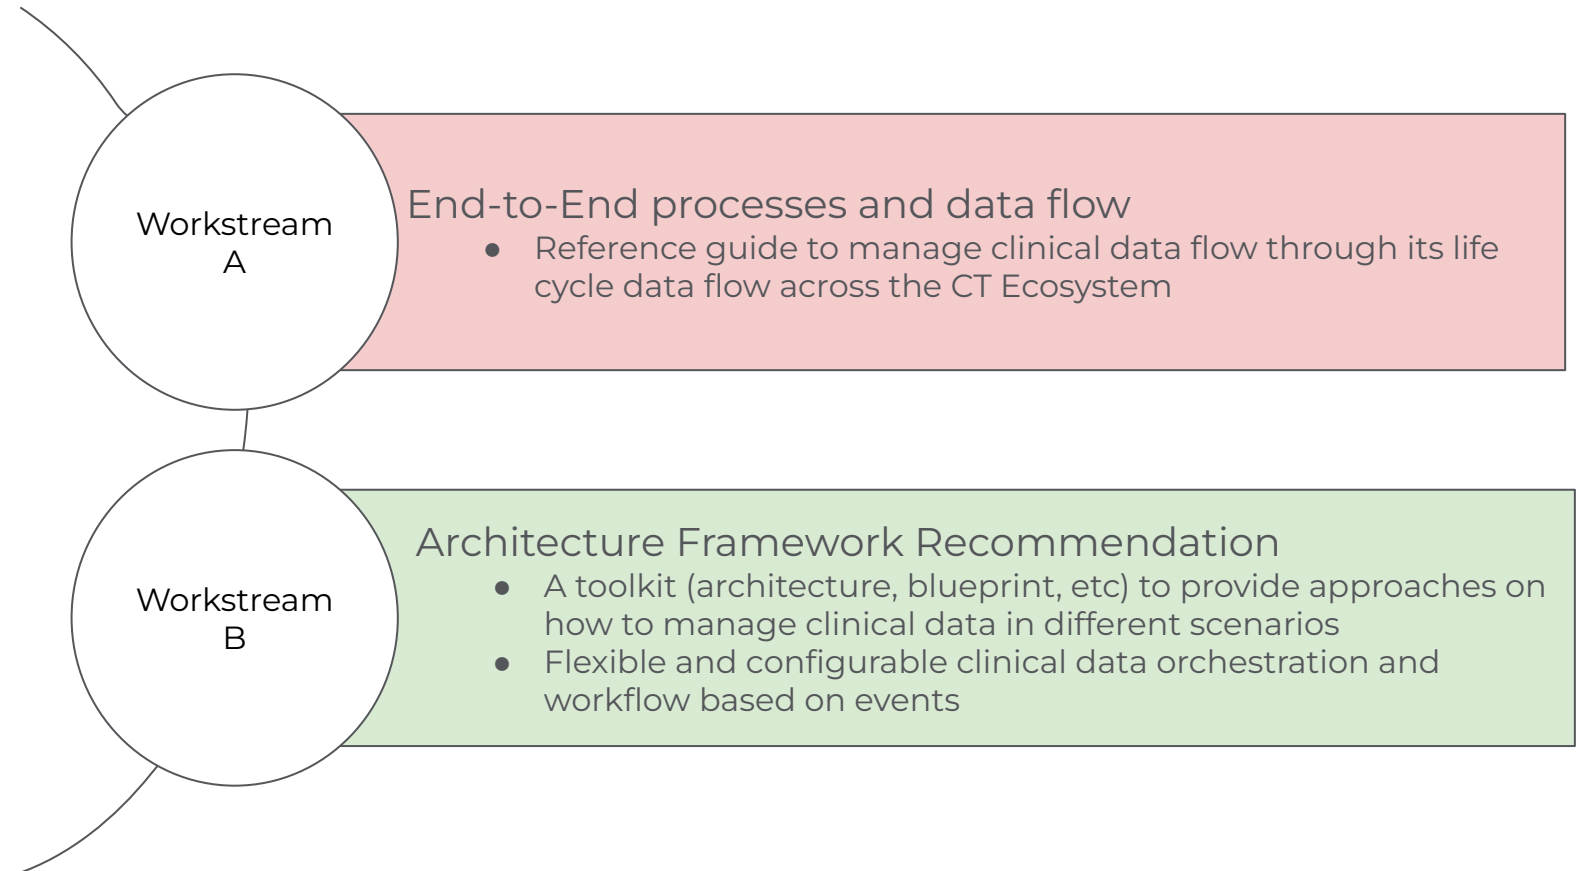 Workstream
A
End-to-End processes and data flow
● Reference guide to manage clinical data flow through its life
cycle data flow across the CT Ecosystem
Workstream
B
Architecture Framework Recommendation
● A toolkit (architecture, blueprint, etc) to provide approaches on
how to manage clinical data in different scenarios
● Flexible and configurable clinical data orchestration and
workflow based on events